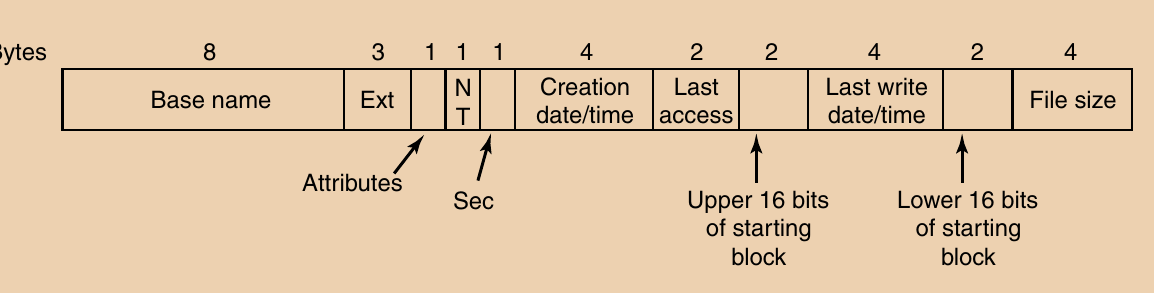 Bytes 8 3 1 1 1 4 2 2 4 2 4
Base name Ext N T Creation date/time Last access Last write date/time File size
Attributes
Sec
Upper 16 bits of starting block
Lower 16 bits of starting block